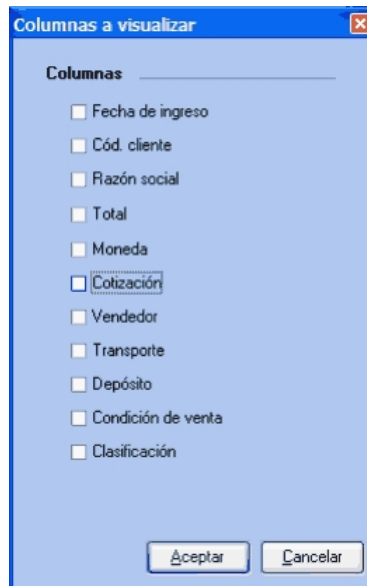 Columnas a visualizar
Columnas
Fecha de ingreso
Cód. cliente
Razón social
Total
Moneda
Cotización
Vendedor
Transporte
Depósito
Condición de venta
Clasificación
Aceptar
Cancelar